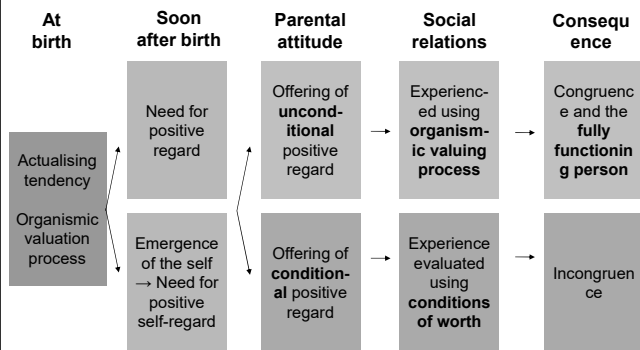 At
birth
Soon
after birth
Parental
attitude
Social
relations
Consequ
ence
Actualising
tendency
Organismic
valuation
process
Need for
positive
regard
Emergence
of the self
→ Need for
positive
self-regard
Offering of
uncond-
itional
positive
regard
Offering of
condition-
al positive
regard
Experienc-
ed using
organism-
ic valuing
process
Experience
evaluated
using
conditions
of worth
Congruenc
e and the
fully
functionin
g person
Incongruen
ce